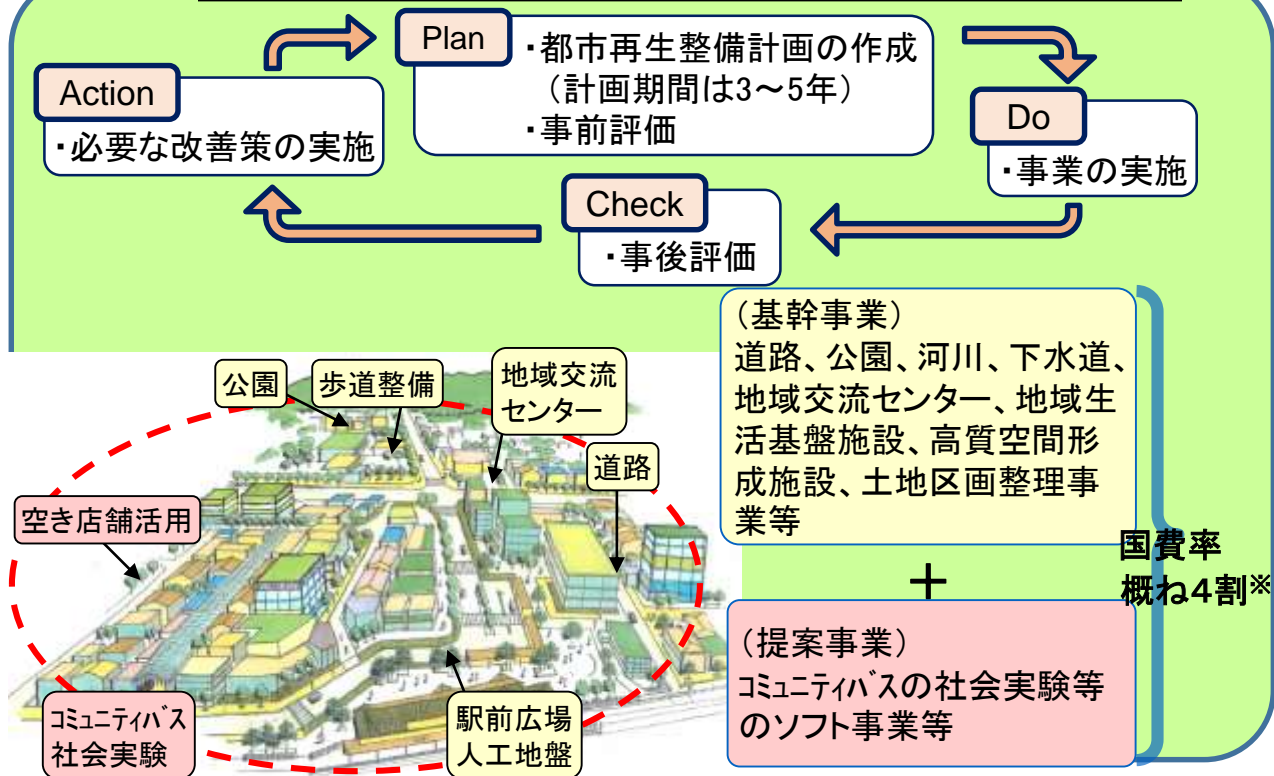 Plan
・都市再生整備計画の作成
（計画期間は3～5年）
・事前評価
Action
・必要な改善策の実施
Do
・事業の実施
Check
・事後評価
（基幹事業）
道路、公園、河川、下水道、
地域交流センター、地域生
活基盤施設、高質空間形
成施設、土地区画整理事
業等
＋
（提案事業）
ｺﾐｭﾆﾃｨﾊﾞｽの社会実験等
のソフト事業等
国費率
概ね４割※
公園
歩道整備
地域交流
センター
道路
空き店舗活用
ｺﾐｭﾆﾃｨﾊﾞｽ
社会実験
駅前広場
人工地盤